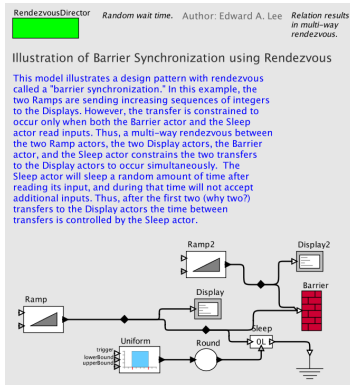 RendezvousDirector
Random wait time.
Author: Edward A. Lee
Relation results
in multi-way
rendezvous.
Illustration of Barrier Synchronization using Rendezvous
This model illustrates a design pattern with rendezvous
called a "barrier synchronization." In this example, the
two Ramps are sending increasing sequences of integers
to the Displays. However, the transfer is constrained to
occur only when both the Barrier actor and the Sleep
actor read inputs. Thus, a multi-way rendezvous between
the two Ramp actors, the two Display actors, the Barrier
actor, and the Sleep actor constrains the two transfers
to the Display actors to occur simultaneously. The
Sleep actor will sleep a random amount of time after
reading its input, and during that time will not accept
additional inputs. Thus, after the first two (why two?)
transfers to the Display actors the time between
transfers is controlled by the Sleep actor.
Ramp2
Display2
Display
Barrier
Ramp
Sleep
0L
Uniform
Round
trigger
lowerBound
upperBound